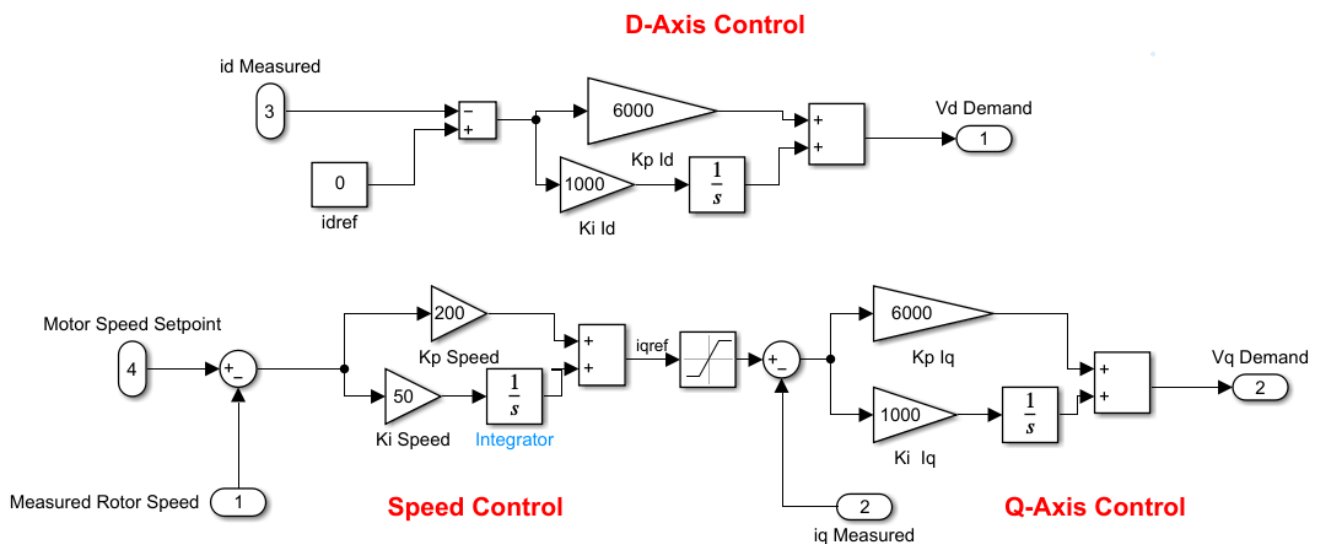 D-Axis Control
id Measured
3
−
+
0
idref
6000
Kp Id
1000
Ki Id
1
s
+
+
Vd Demand
1
Motor Speed Setpoint
4
+
−
Measured Rotor Speed
1
200
Kp Speed
50
Ki Speed
1
s
Integrator
+
+
iqref
Speed Control
+
−
iq Measured
2
6000
Kp Iq
1000
Ki Iq
1
s
+
+
Vq Demand
2
Q-Axis Control